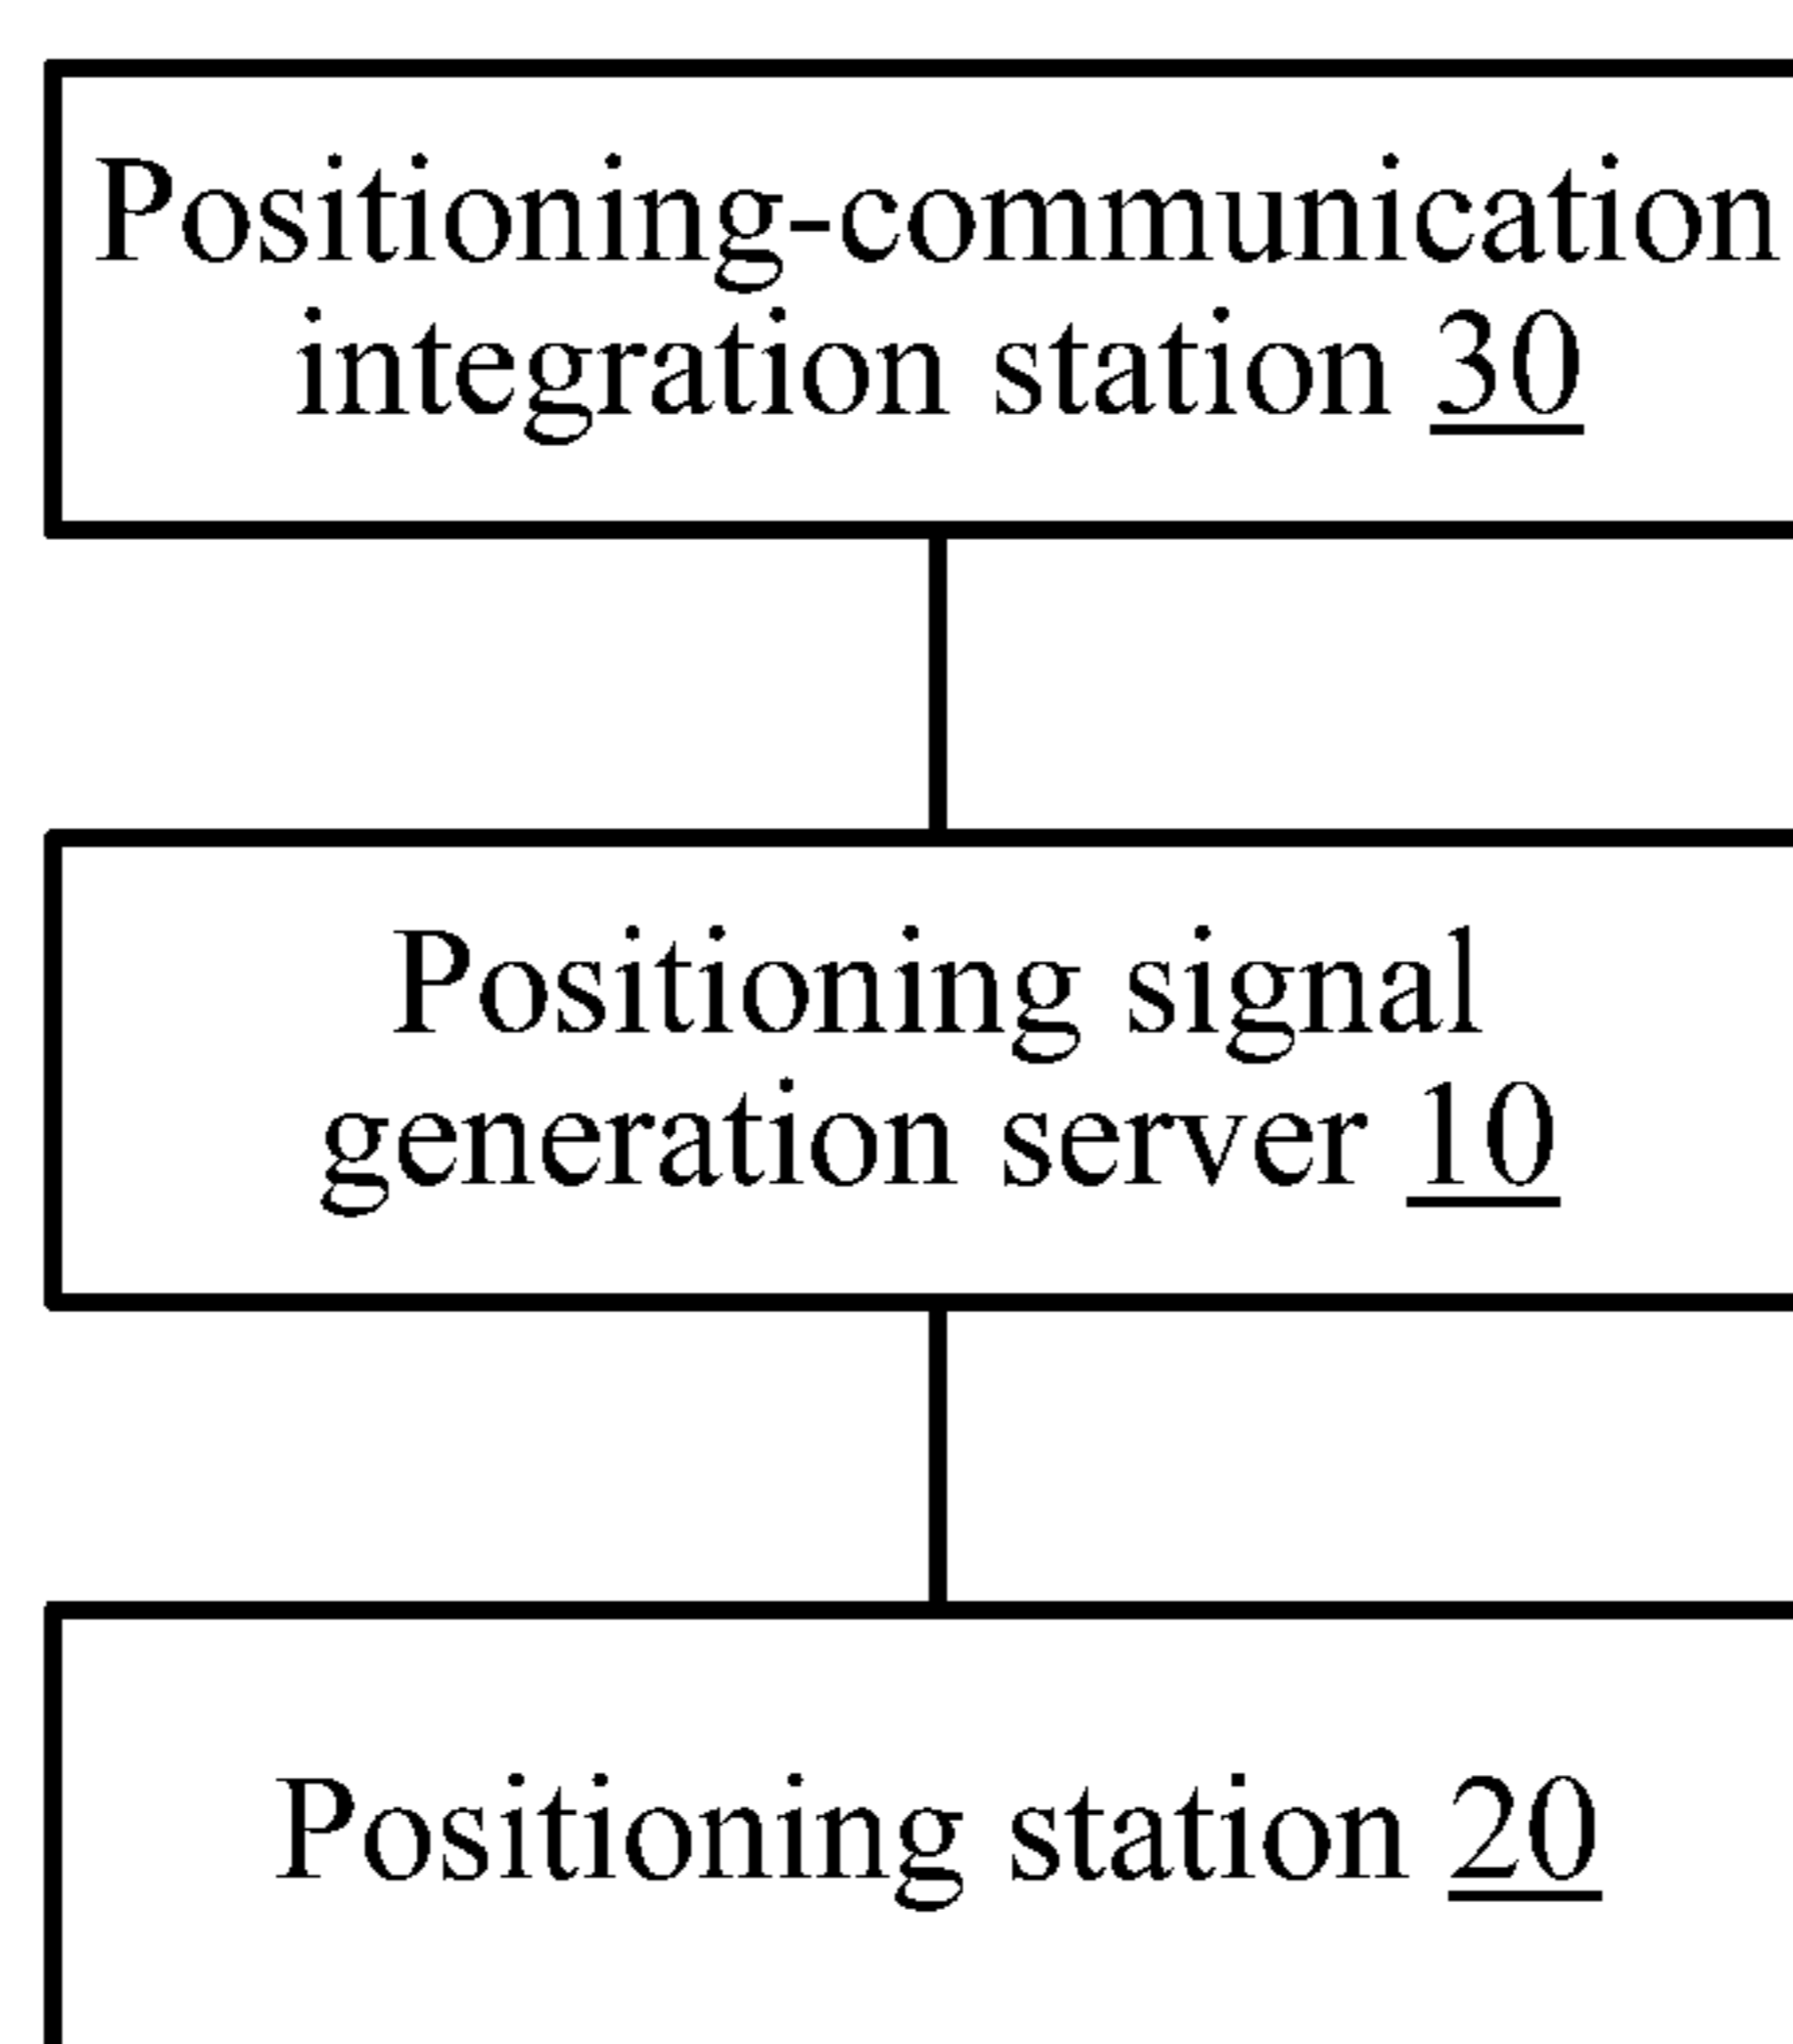 Positioning-communication
integration station 30
Positioning signal
generation server 10
Positioning station 20